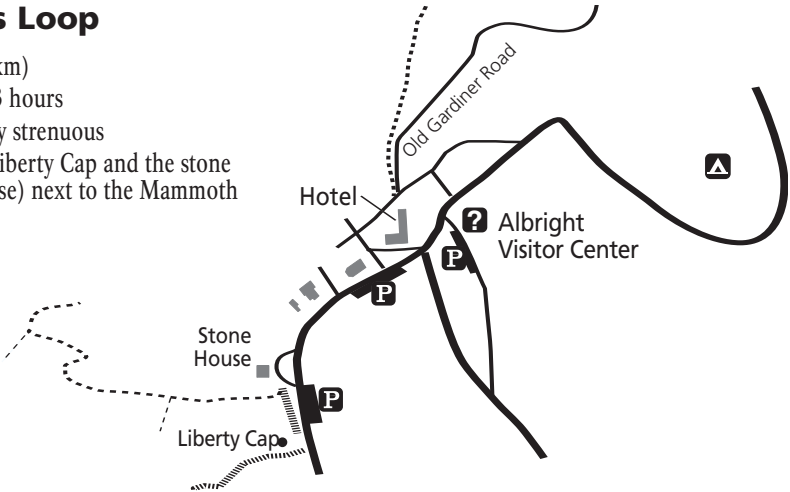 s Loop
km)
hours
y strenuous
iberty Cap and the stone
se) next to the Mammoth
Old Gardiner Road
Hotel
?
Albright
Visitor Center
P
P
Stone
House
P
Liberty Cap